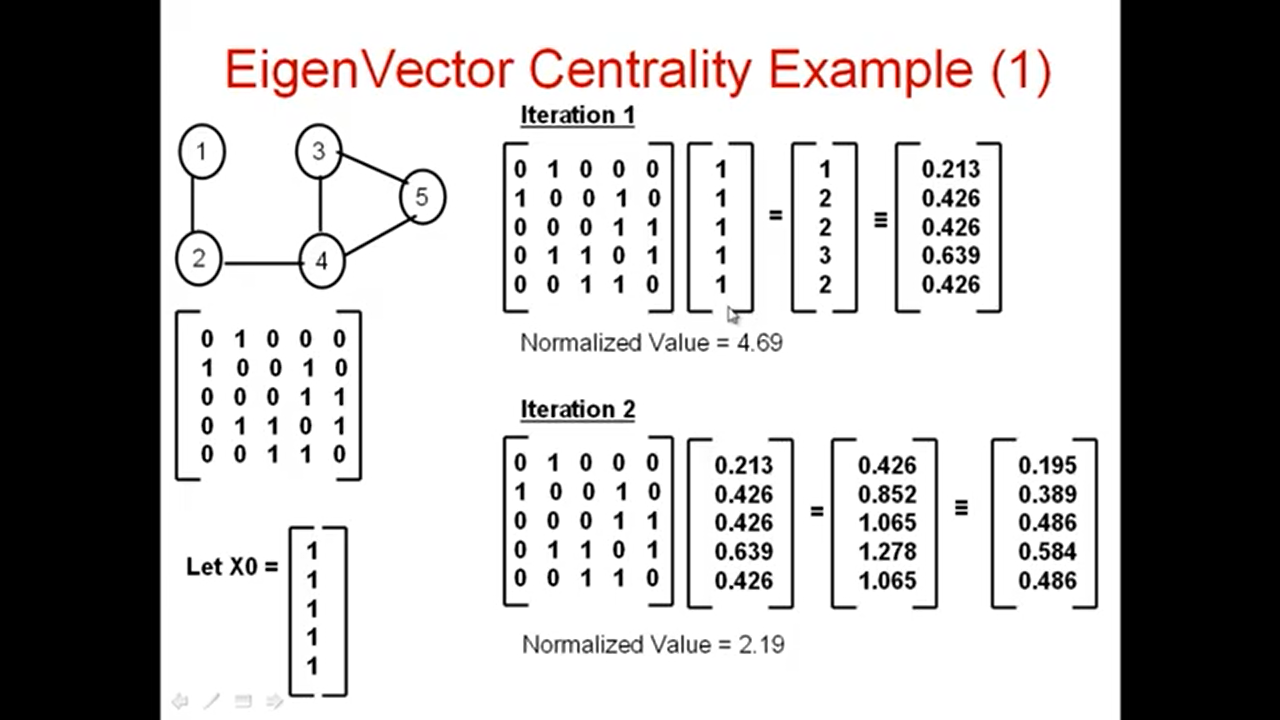 EigenVector Centrality Example (1)
1
3
5
2
4
0 1 0 0 0
1 0 0 1 0
0 0 0 1 1
0 1 1 0 1
0 0 1 1 0
Let X0 =
1
1
1
1
1
Iteration 1
0 1 0 0 0 1 = 1 ≡ 0.213
1 0 0 1 0 1 2 0.426
0 0 0 1 1 1 2 0.426
0 1 1 0 1 1 3 0.639
0 0 1 1 0 1 2 0.426
Normalized Value = 4.69
Iteration 2
0 1 0 0 0 0.213 = 0.426 ≡ 0.195
1 0 0 1 0 0.426 0.852 0.389
0 0 0 1 1 0.426 1.065 0.486
0 1 1 0 1 0.639 1.278 0.584
0 0 1 1 0 0.426 1.065 0.486
Normalized Value = 2.19